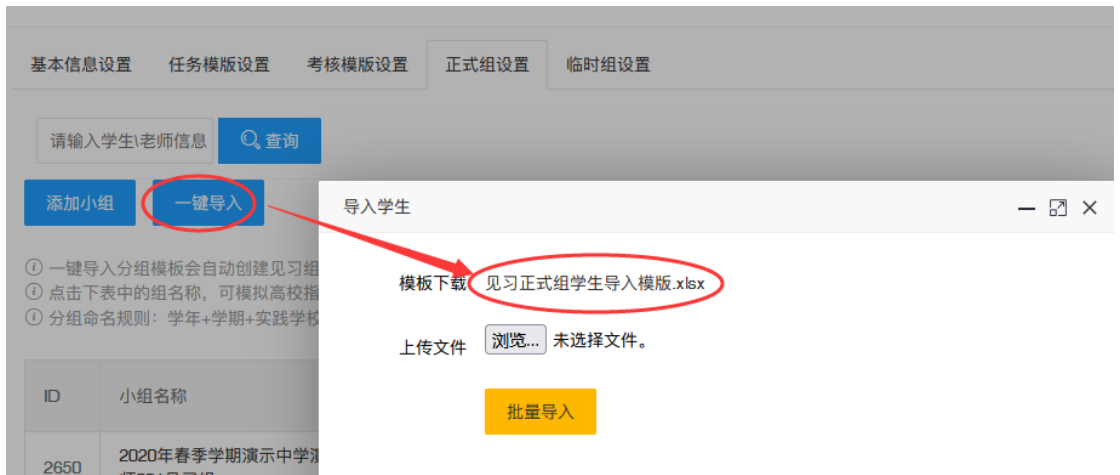 基本信息设置 任务模版设置 考核模版设置 正式组设置 临时组设置
请输入学生\老师信息 查询
添加小组 一键导入
导入学生
一键导入分组模板会自动创建见习组
点击下表中的组名称，可模拟高校指
分组命名规则：学年+学期+实践学校
模板下载 见习正式组学生导入模版.xlsx
上传文件 浏览... 未选择文件。
批量导入
ID 小组名称
2650 2020年春季学期演示中学演